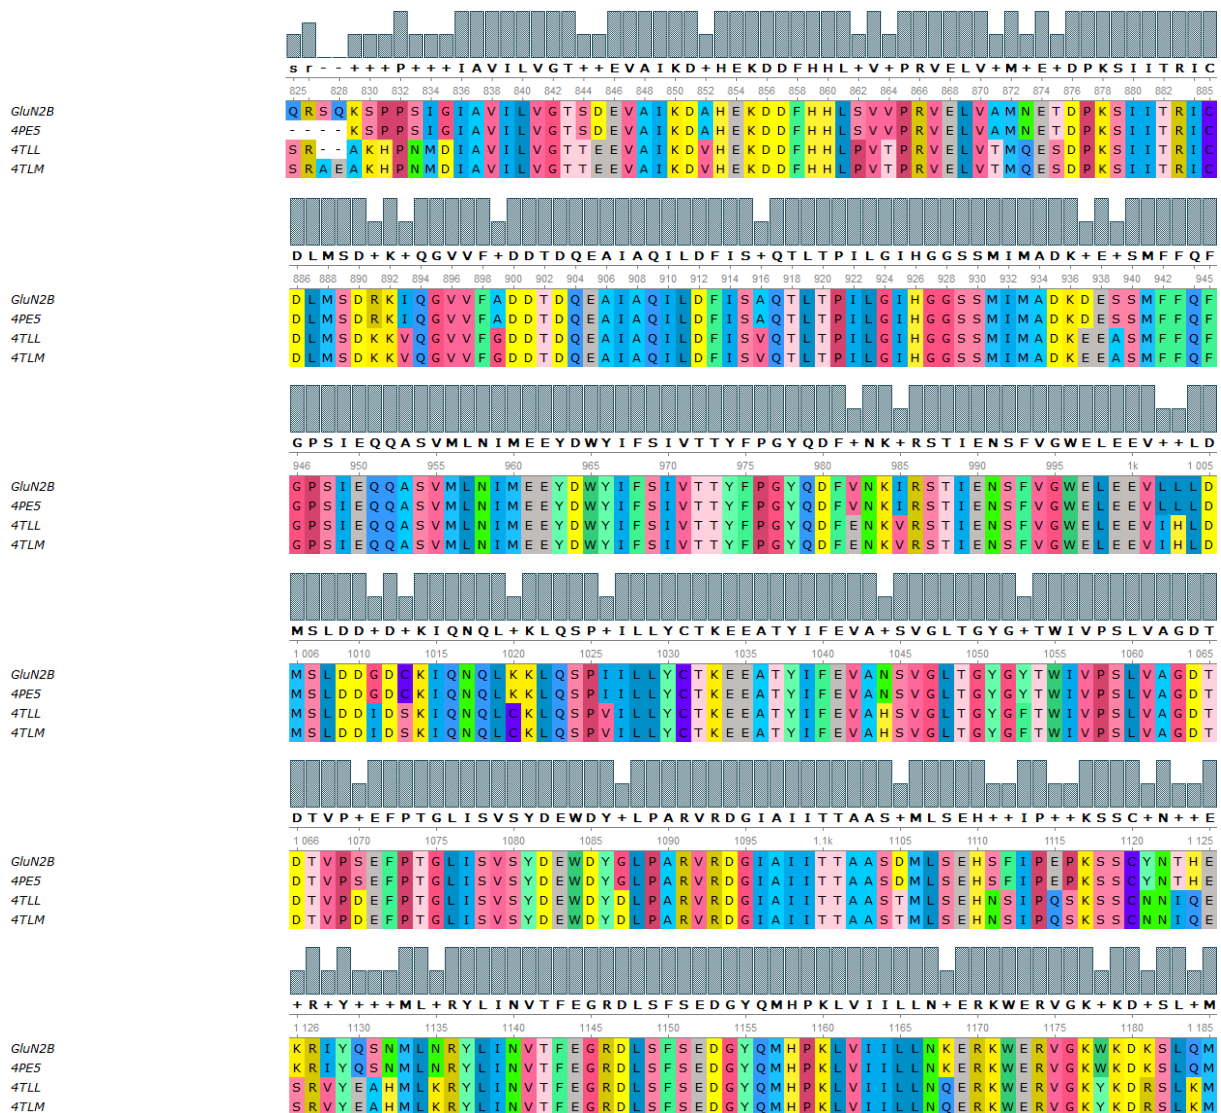 s r - - + + + P + + + I A V I L V G T + + E V A I K D + H E K D D F H H L + V + P R V E L V + M + E + D P K S I I T R I C
825 828 830 832 834 836 838 840 842 844 846 848 850 852 854 856 858 860 862 864 866 868 870 872 874 876 878 880 882 885
GluN2B Q R S Q K S P P S I G I A V I L V G T S D E V A I K D A H E K D D F H H L S V V P R V E L V A M N E T D P K S I I T R I C
4PE5 - - - - K S P P S I G I A V I L V G T S D E V A I K D A H E K D D F H H L S V V P R V E L V A M N E T D P K S I I T R I C
4TLL S R - - A K H P N M D I A V I L V G T T E E V A I K D V H E K D D F H H L P V T P R V E L V T M Q E S D P K S I I T R I C
4TLM S R A E A K H P N M D I A V I L V G T T E E V A I K D V H E K D D F H H L P V T P R V E L V T M Q E S D P K S I I T R I C
D L M S D + K + Q G V V F + D D T D Q E A I A Q I L D F I S + Q T L T P I L G I H G G S S M I M A D K + E + S M F F Q F
886 888 890 892 894 896 898 900 902 904 906 908 910 912 914 916 918 920 922 924 926 928 930 932 934 936 938 940 942 945
GluN2B D L M S D R K I Q G V V F A D D T D Q E A I A Q I L D F I S A Q T L T P I L G I H G G S S M I M A D K D E S S M F F Q F
4PE5 D L M S D R K I Q G V V F A D D T D Q E A I A Q I L D F I S A Q T L T P I L G I H G G S S M I M A D K D E S S M F F Q F
4TLL D L M S D K K V Q G V V F G D D T D Q E A I A Q I L D F I S V Q T L T P I L G I H G G S S M I M A D K E E A S M F F Q F
4TLM D L M S D K K V Q G V V F G D D T D Q E A I A Q I L D F I S V Q T L T P I L G I H G G S S M I M A D K E E A S M F F Q F
G P S I E Q Q A S V M L N I M E E Y D W Y I F S I V T T Y F P G Y Q D F + N K + R S T I E N S F V G W E L E E V + + L D
946 950 955 960 965 970 975 980 985 990 995 1k 1 005
GluN2B G P S I E Q Q A S V M L N I M E E Y D W Y I F S I V T T Y F P G Y Q D F V N K I R S T I E N S F V G W E L E E V L L L D
4PE5 G P S I E Q Q A S V M L N I M E E Y D W Y I F S I V T T Y F P G Y Q D F V N K I R S T I E N S F V G W E L E E V L L L D
4TLL G P S I E Q Q A S V M L N I M E E Y D W Y I F S I V T T Y F P G Y Q D F E N K V R S T I E N S F V G W E L E E V I H L D
4TLM G P S I E Q Q A S V M L N I M E E Y D W Y I F S I V T T Y F P G Y Q D F E N K V R S T I E N S F V G W E L E E V I H L D
M S L D D + D + K I Q N Q L + K L Q S P + I L L Y C T K E E A T Y I F E V A + S V G L T G Y G + T W I V P S L V A G D T
1 006 1010 1015 1020 1025 1030 1035 1040 1045 1050 1055 1060 1 065
GluN2B M S L D D G D C K I Q N Q L K K L Q S P I I L L Y C T K E E A T Y I F E V A N S V G L T G Y G Y T W I V P S L V A G D T
4PE5 M S L D D G D C K I Q N Q L K K L Q S P I I L L Y C T K E E A T Y I F E V A N S V G L T G Y G Y T W I V P S L V A G D T
4TLL M S L D D I D S K I Q N Q L C K L Q S P V I L L Y C T K E E A T Y I F E V A H S V G L T G Y G F T W I V P S L V A G D T
4TLM M S L D D I D S K I Q N Q L C K L Q S P V I L L Y C T K E E A T Y I F E V A H S V G L T G Y G F T W I V P S L V A G D T
D T V P + E F P T G L I S V S Y D E W D Y + L P A R V R D G I A I I T T A A S + M L S E H + + I P + + K S S C + N + + E
1 066 1070 1075 1080 1085 1090 1095 1.1k 1105 1110 1115 1120 1 125
GluN2B D T V P S E F P T G L I S V S Y D E W D Y G L P A R V R D G I A I I T T A A S D M L S E H S F I P E P K S S C Y N T H E
4PE5 D T V P S E F P T G L I S V S Y D E W D Y G L P A R V R D G I A I I T T A A S D M L S E H S F I P E P K S S C Y N T H E
4TLL D T V P D E F P T G L I S V S Y D E W D Y D L P A R V R D G I A I I T T A A S T M L S E H N S I P Q S K S S C N N I Q E
4TLM D T V P D E F P T G L I S V S Y D E W D Y D L P A R V R D G I A I I T T A A S T M L S E H N S I P Q S K S S C N N I Q E
+ R + Y + + + M L + R Y L I N V T F E G R D L S F S E D G Y Q M H P K L V I I L L N + E R K W E R V G K + K D + S L + M
1 126 1130 1135 1140 1145 1150 1155 1160 1165 1170 1175 1180 1 185
GluN2B K R I Y Q S N M L N R Y L I N V T F E G R D L S F S E D G Y Q M H P K L V I I L L N K E R K W E R V G K W K D K S L Q M
4PE5 K R I Y Q S N M L N R Y L I N V T F E G R D L S F S E D G Y Q M H P K L V I I L L N K E R K W E R V G K W K D K S L Q M
4TLL S R V Y E A H M L K R Y L I N V T F E G R D L S F S E D G Y Q M H P K L V I I L L N Q E R K W E R V G K Y K D R S L K M
4TLM S R V Y E A H M L K R Y L I N V T F E G R D L S F S E D G Y Q M H P K L V I I L L N Q E R K W E R V G K Y K D R S L K M